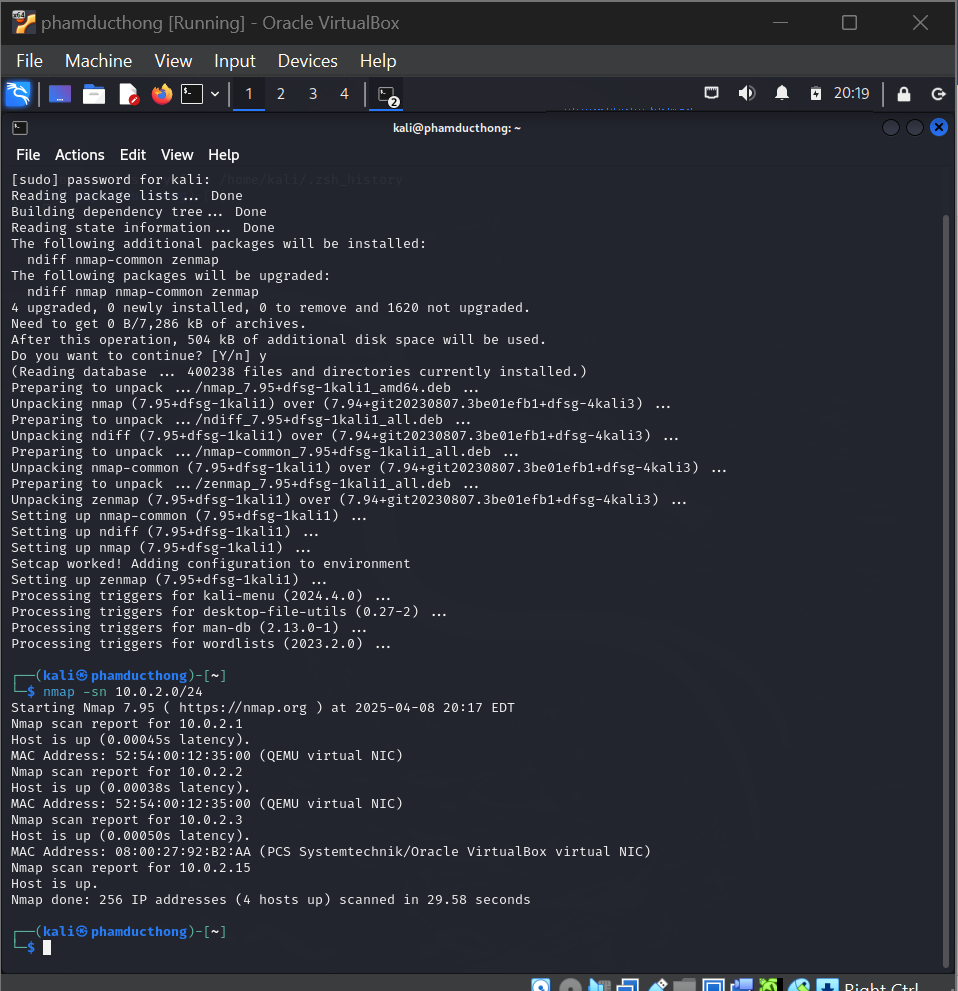 phamducthong [Running] - Oracle VirtualBox
File Machine View Input Devices Help
1 2 3 4 2 20:19
kali@phamducthong: ~
File Actions Edit View Help
[sudo] password for kali: /home/kali/.zsh_history
Reading package lists... Done
Building dependency tree... Done
Reading state information... Done
The following additional packages will be installed:
  ndiff nmap-common zenmap
The following packages will be upgraded:
  ndiff nmap nmap-common zenmap
4 upgraded, 0 newly installed, 0 to remove and 1620 not upgraded.
Need to get 0 B/7,286 kB of archives.
After this operation, 504 kB of additional disk space will be used.
Do you want to continue? [Y/n] y
(Reading database ... 400238 files and directories currently installed.)
Preparing to unpack .../nmap_7.95+dfsg-1kali1_amd64.deb ...
Unpacking nmap (7.95+dfsg-1kali1) over (7.94+git20230807.3be01efb1+dfsg-4kali3) ...
Preparing to unpack .../ndiff_7.95+dfsg-1kali1_all.deb ...
Unpacking ndiff (7.95+dfsg-1kali1) over (7.94+git20230807.3be01efb1+dfsg-4kali3) ...
Preparing to unpack .../nmap-common_7.95+dfsg-1kali1_all.deb ...
Unpacking nmap-common (7.95+dfsg-1kali1) over (7.94+git20230807.3be01efb1+dfsg-4kali3) ...
Preparing to unpack .../zenmap_7.95+dfsg-1kali1_all.deb ...
Unpacking zenmap (7.95+dfsg-1kali1) over (7.94+git20230807.3be01efb1+dfsg-4kali3) ...
Setting up nmap-common (7.95+dfsg-1kali1) ...
Setting up ndiff (7.95+dfsg-1kali1) ...
Setting up nmap (7.95+dfsg-1kali1) ...
Setcap worked! Adding configuration to environment
Setting up zenmap (7.95+dfsg-1kali1) ...
Processing triggers for kali-menu (2024.4.0) ...
Processing triggers for desktop-file-utils (0.27-2) ...
Processing triggers for man-db (2.13.0-1) ...
Processing triggers for wordlists (2023.2.0) ...
┌──(kali㉿phamducthong)-[~]
└─$ nmap -sn 10.0.2.0/24
Starting Nmap 7.95 ( https://nmap.org ) at 2025-04-08 20:17 EDT
Nmap scan report for 10.0.2.1
Host is up (0.00045s latency).
MAC Address: 52:54:00:12:35:00 (QEMU virtual NIC)
Nmap scan report for 10.0.2.2
Host is up (0.00038s latency).
MAC Address: 52:54:00:12:35:00 (QEMU virtual NIC)
Nmap scan report for 10.0.2.3
Host is up (0.00050s latency).
MAC Address: 08:00:27:92:B2:AA (PCS Systemtechnik/Oracle VirtualBox virtual NIC)
Nmap scan report for 10.0.2.15
Host is up.
Nmap done: 256 IP addresses (4 hosts up) scanned in 29.58 seconds
┌──(kali㉿phamducthong)-[~]
└─$
Right Ctrl